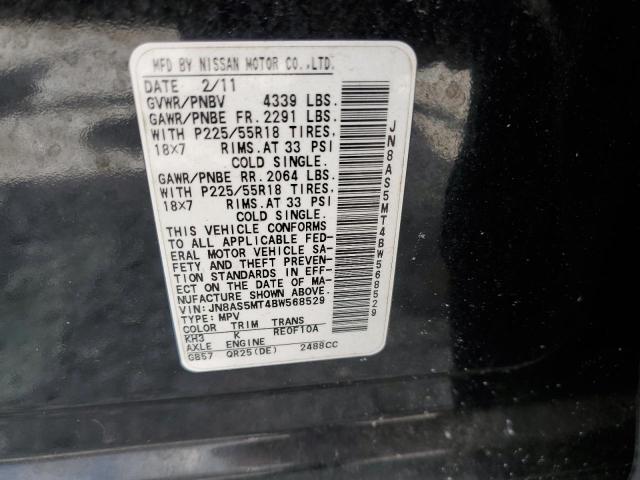 MFD BY NISSAN MOTOR CO.,LTD.
DATE 2/11
GVWR/PNBV 4339 LBS.
GAWR/PNBE FR. 2291 LBS.
WITH P225/55R18 TIRES,
18X7 RIMS.AT 33 PSI
COLD SINGLE.
GAWR/PNBE RR. 2064 LBS.
WITH P225/55R18 TIRES,
18X7 RIMS.AT 33 PSI
COLD SINGLE.
THIS VEHICLE CONFORMS
TO ALL APPLICABLE FED-
ERAL MOTOR VEHICLE SA-
FETY AND THEFT PREVEN-
TION STANDARDS IN EFF-
ECT ON THE DATE OF MA-
NUFACTURE SHOWN ABOVE.
VIN: JN8AS5MT4BW568529
TYPE: MPV
COLOR TRIM TRANS
KH3 K RE0F10A
AXLE ENGINE
GB57 QR25(DE) 2488CC
JN8AS5MT4BW568529